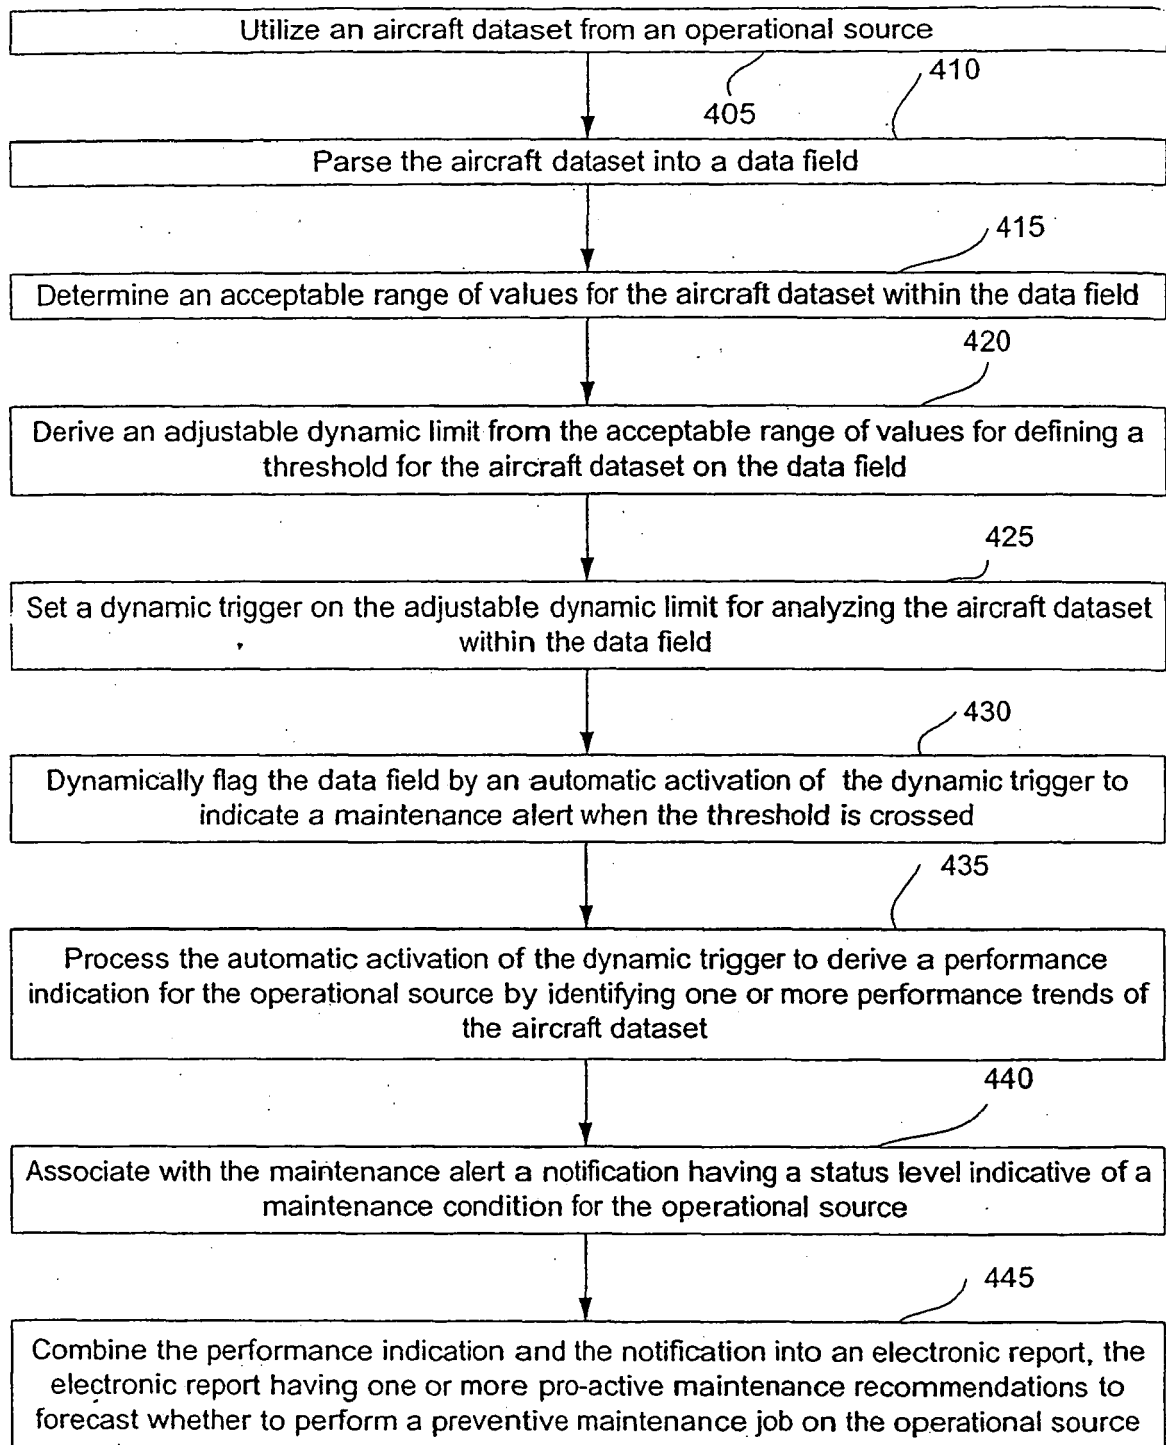 Utilize an aircraft dataset from an operational source
405
410
Parse the aircraft dataset into a data field
415
Determine an acceptable range of values for the aircraft dataset within the data field
420
Derive an adjustable dynamic limit from the acceptable range of values for defining a
threshold for the aircraft dataset on the data field
425
Set a dynamic trigger on the adjustable dynamic limit for analyzing the aircraft dataset
within the data field
430
Dynamically flag the data field by an automatic activation of the dynamic trigger to
indicate a maintenance alert when the threshold is crossed
435
Process the automatic activation of the dynamic trigger to derive a performance
indication for the operational source by identifying one or more performance trends of
the aircraft dataset
440
Associate with the maintenance alert a notification having a status level indicative of a
maintenance condition for the operational source
445
Combine the performance indication and the notification into an electronic report, the
electronic report having one or more pro-active maintenance recommendations to
forecast whether to perform a preventive maintenance job on the operational source